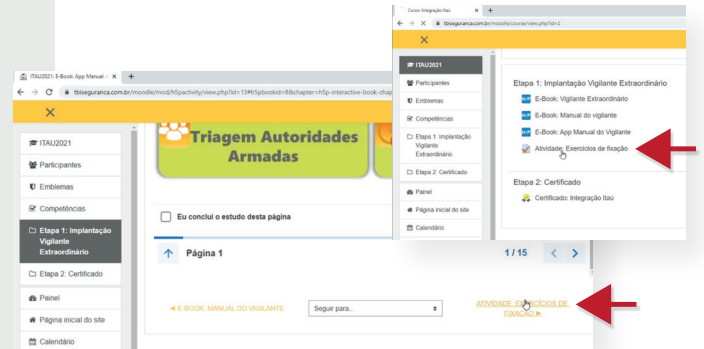 Curso: Integração Itaú
tbiseguranca.com.br/moodle/course/view.php?id=2
ITAU2021
Participantes
Emblemas
Competências
Etapa 1: Implantação
Vigilante
Extraordinário
Etapa 2: Certificado
Painel
Página inicial do site
Calendário
Etapa 1: Implantação Vigilante Extraordinário
E-Book: Vigilante Extraordinário
E-Book: Manual do vigilante
E-Book: App Manual do Vigilante
Atividade: Exercícios de fixação
Etapa 2: Certificado
Certificado: Integração Itaú
ITAU2021: E-Book: App Manual
tbiseguranca.com.br/moodle/mod/h5pactivity/view.php?id=13#h5pbookid=8&chapter=h5p-interactive-book-chap
ITAU2021
Participantes
Emblemas
Competências
Etapa 1: Implantação
Vigilante
Extraordinário
Etapa 2: Certificado
Painel
Página inicial do site
Calendário
Triagem Autoridades
Armadas
Eu conclui o estudo desta página
Página 1
1 / 15
◄ E-BOOK: MANUAL DO VIGILANTE
Seguir para...
ATIVIDADE: EXERCÍCIOS DE
FIXAÇÃO ►